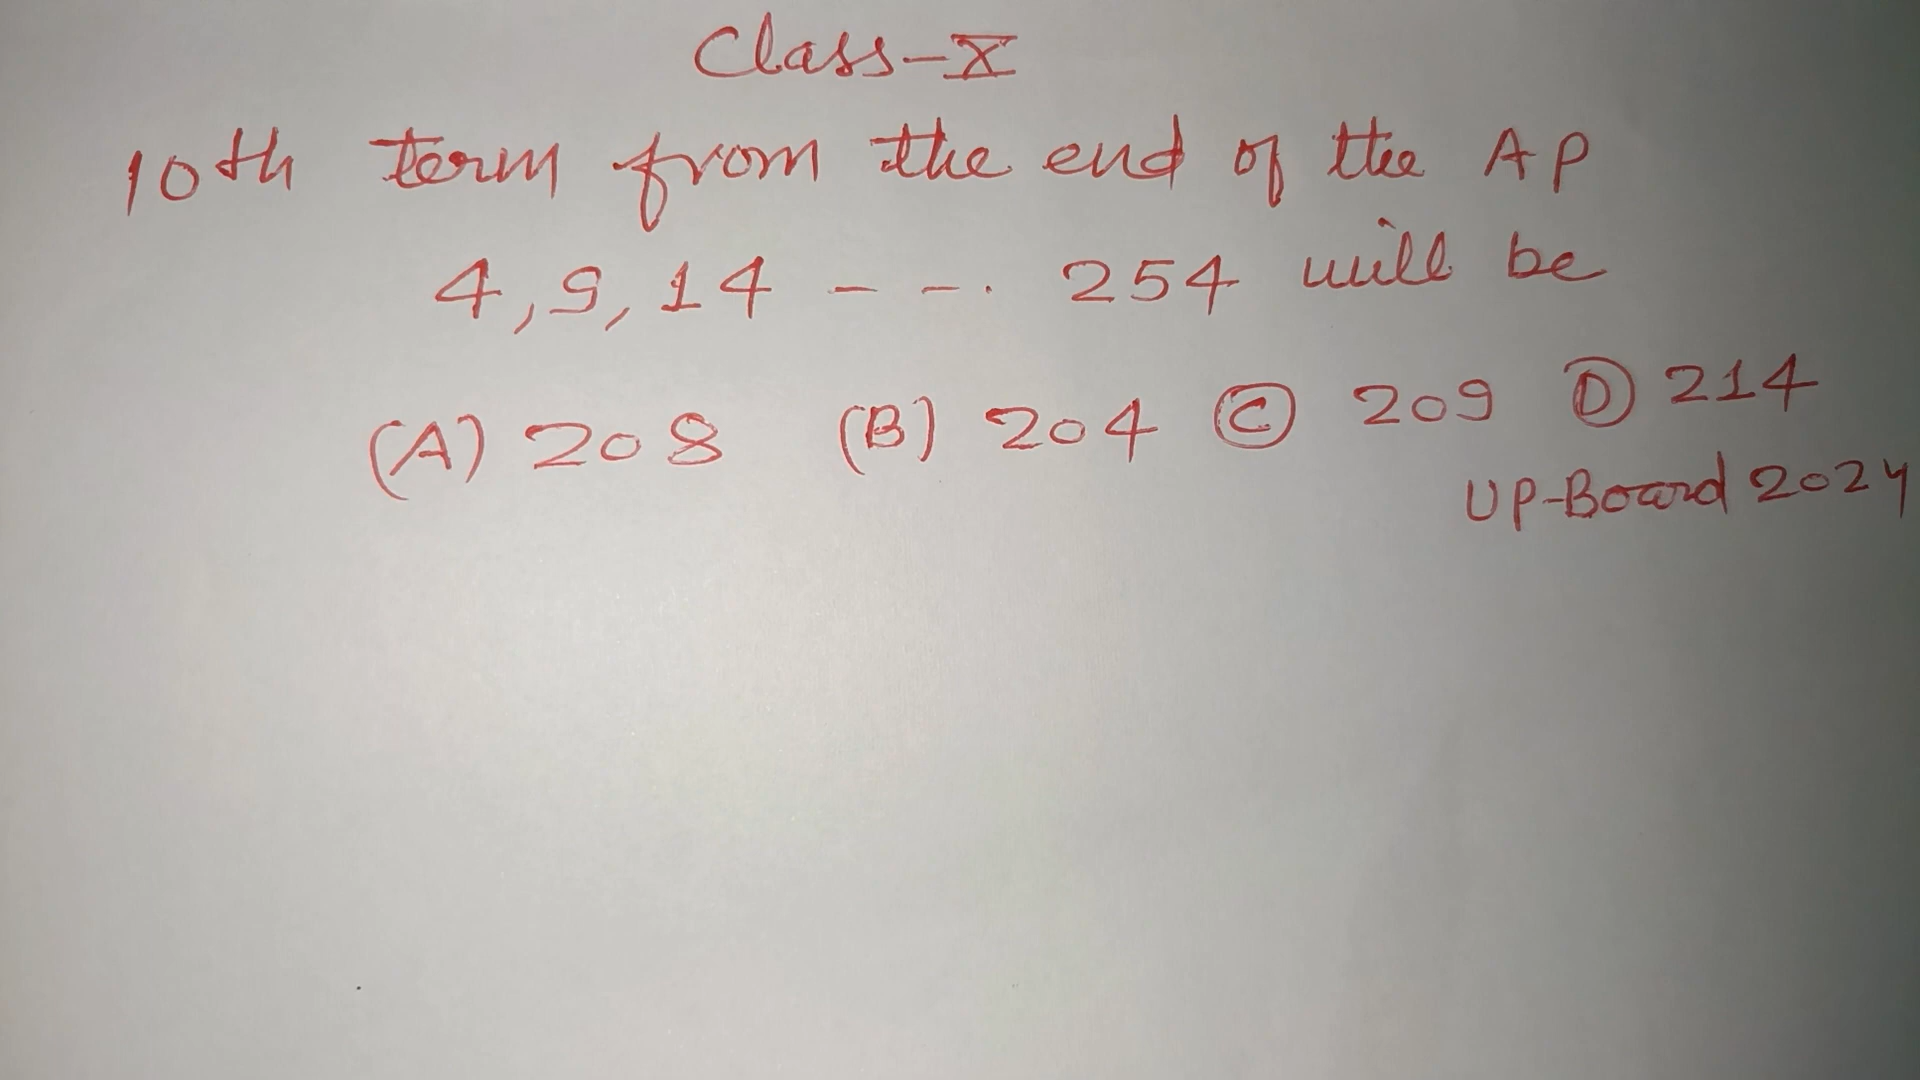 Class-X
10th term from the end of the AP
4, 9, 14 - - . 254 will be
(A) 208 (B) 204 (C) 209 (D) 214
UP-Board 2024